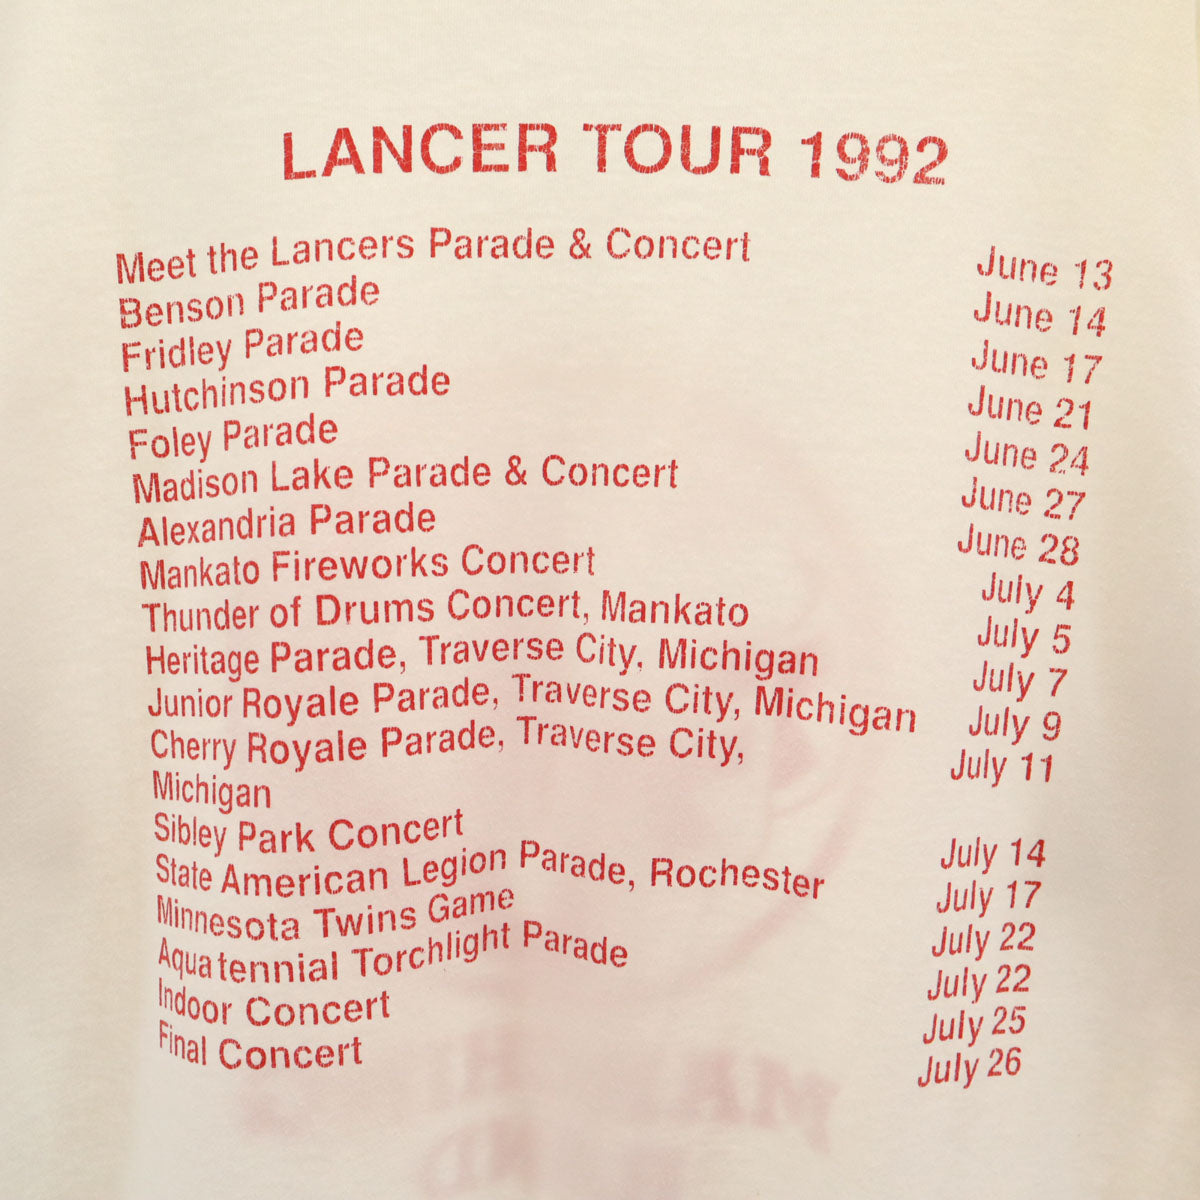 LANCER TOUR 1992
Meet the Lancers Parade & Concert June 13
Benson Parade June 14
Fridley Parade June 17
Hutchinson Parade June 21
Foley Parade June 24
Madison Lake Parade & Concert June 27
Alexandria Parade June 28
Mankato Fireworks Concert July 4
Thunder of Drums Concert, Mankato July 5
Heritage Parade, Traverse City, Michigan July 7
Junior Royale Parade, Traverse City, Michigan July 9
Cherry Royale Parade, Traverse City, July 11
Michigan
Sibley Park Concert July 14
State American Legion Parade, Rochester July 17
Minnesota Twins Game July 22
Aquatennial Torchlight Parade July 22
Indoor Concert July 25
Final Concert July 26